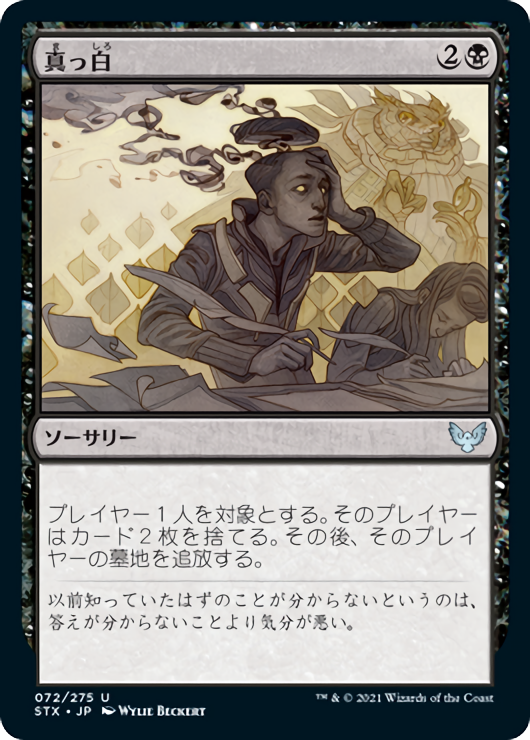 真っ白
ま しろ
2
ソーサリー
プレイヤー1人を対象とする。そのプレイヤー
はカード2枚を捨てる。その後、そのプレイ
ヤーの墓地を追放する。
以前知っていたはずのことが分からないというのは、
答えが分からないことより気分が悪い。
072/275 U
STX • JP Wylie Beckert
™ & © 2021 Wizards of the Coast